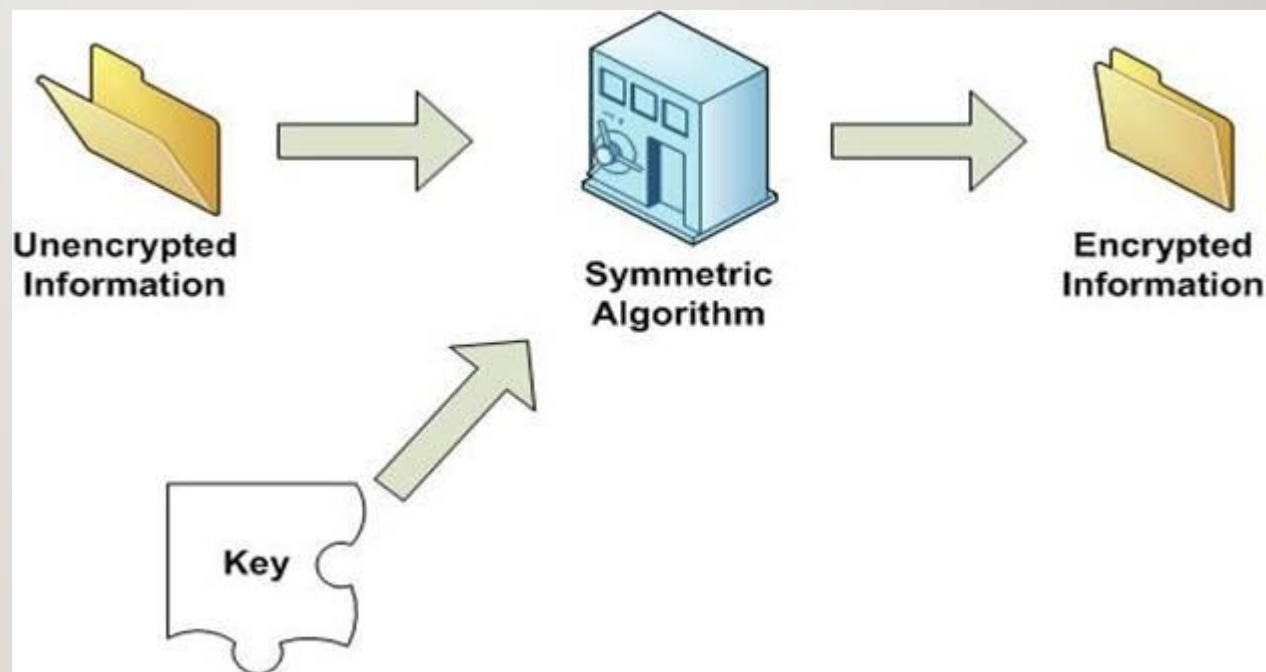 Unencrypted
Information
Symmetric
Algorithm
Encrypted
Information
Key